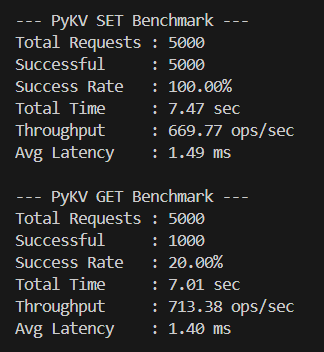 --- PyKV SET Benchmark ---
Total Requests : 5000
Successful     : 5000
Success Rate   : 100.00%
Total Time     : 7.47 sec
Throughput     : 669.77 ops/sec
Avg Latency    : 1.49 ms

--- PyKV GET Benchmark ---
Total Requests : 5000
Successful     : 1000
Success Rate   : 20.00%
Total Time     : 7.01 sec
Throughput     : 713.38 ops/sec
Avg Latency    : 1.40 ms